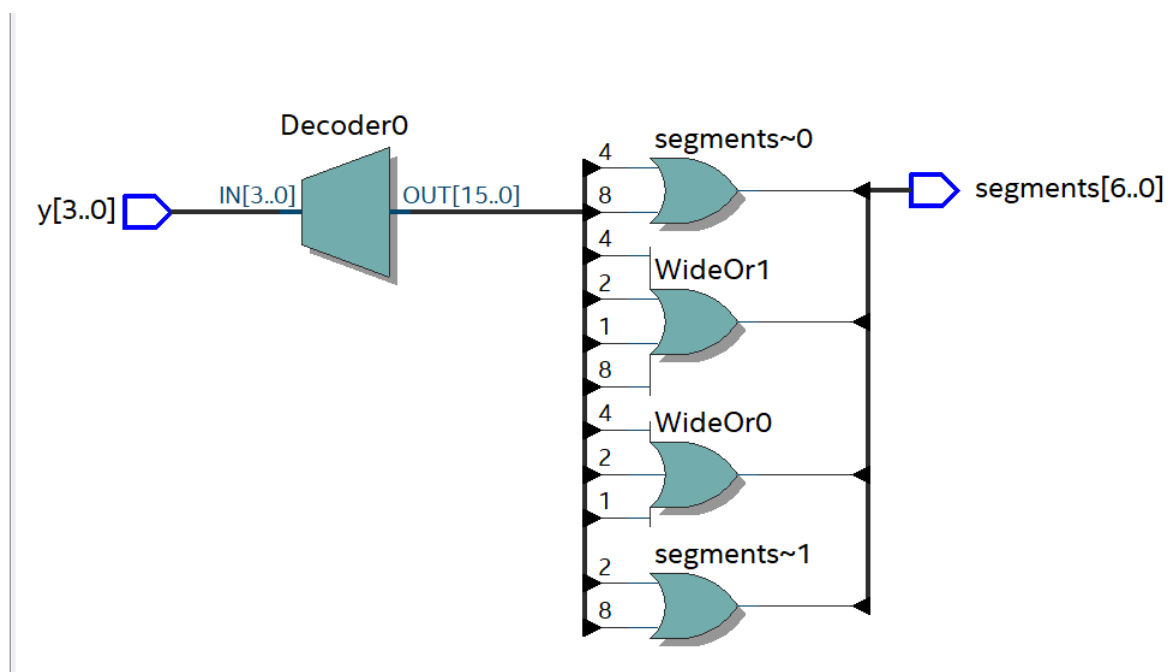 Decoder0
y[3..0]
IN[3..0]
OUT[15..0]
4
segments~0
8
segments[6..0]
4
WideOr1
2
1
8
4
WideOr0
2
1
segments~1
2
8